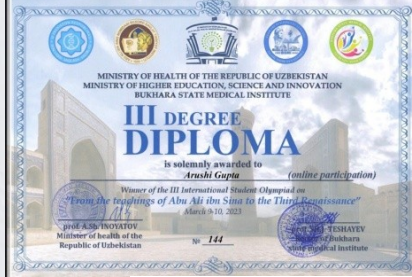 MINISTRY OF HEALTH OF THE REPUBLIC OF UZBEKISTAN
MINISTRY OF HIGHER EDUCATION, SCIENCE AND INNOVATION
BUKHARA STATE MEDICAL INSTITUTE
III DEGREE
DIPLOMA
is solemnly awarded to
Arushi Gupta (online participation)
Winner of the III International Student Olympiad on
"From the teachings of Abu Ali ibn Sina to the Third Renaissance"
March 9-10, 2023
prof. A.Sh. INOYATOV
Minister of health of the
Republic of Uzbekistan
№ 144
TESHAYEV
Bukhara
state medical institute